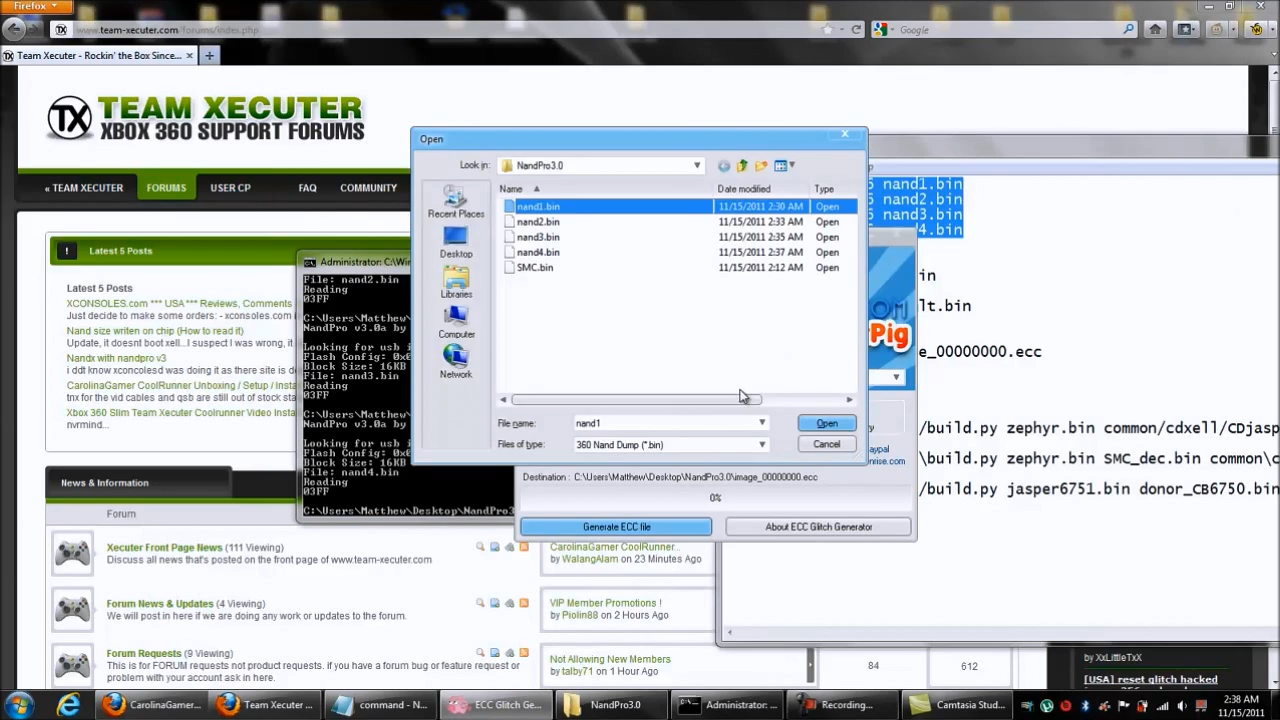 Firefox
www.team-xecuter.com/forums/index.php
Google
Team Xecuter - Rockin' the Box Since...
TX TEAM XECUTER
XBOX 360 SUPPORT FORUMS
« TEAM XECUTER
FORUMS
USER CP
FAQ
COMMUNITY
! Latest 5 Posts
Latest 5 Posts
XCONSOLES.com *** USA *** Reviews, Comments
Just decide to make some orders: - xconsoles.com i
Nand size writen on chip (How to read it)
Update, it doesnt boot xell...I suspect I was wrong, it
Nandx with nandpro v3
i ddt know xconcoled was doing it as there site is do
CarolinaGamer CoolRunner Unboxing / Setup / Insta
tnx for the vid cables and qsb, are those resistors ne
Xbox 360 Slim Team Xecuter Coolrunner Video Insta
nvrmind...
News & Information
Forum
Xecuter Front Page News (111 Viewing)
Discuss all news that's posted on the front page of www.team-xecuter.com
Forum News & Updates (4 Viewing)
We will post in here if we are doing any work or updates to the forum.
Forum Requests (9 Viewing)
This is for FORUM requests not product requests. if you have a forum bug or feature request or
problem with your account ask in here.
CarolinaGamer CoolRunner...
by WalangAlam on 23 Minutes Ago
VIP Member Promotions !
by Piolin88 on 2 Hours Ago
Not Allowing New Members
by talby71 on 11 Hours Ago
84
612
by XxLittleTxX
[USA] reset glitch hacked
Administrator: C:\Win
File: nand2.bin
Reading
03FF
C:\Users\Matthew\
NandPro v3.0a by
Looking for usb i
Flash Config: 0x0
Block Size: 16KB
File: nand3.bin
Reading
03FF
C:\Users\Matthew\
NandPro v3.0a by
Looking for usb i
Flash Config: 0x0
Block Size: 16KB
File: nand4.bin
Reading
03FF
C:\Users\Matthew\Desktop\NandPro3
Open
Look in:
NandPro3.0
Recent Places
Desktop
Libraries
Computer
Network
Name
Date modified
Type
nand1.bin 11/15/2011 2:30 AM Open
nand2.bin 11/15/2011 2:33 AM Open
nand3.bin 11/15/2011 2:35 AM Open
nand4.bin 11/15/2011 2:37 AM Open
SMC.bin 11/15/2011 2:12 AM Open
File name:
nand1
Open
Files of type:
360 Nand Dump (*.bin)
Cancel
Pig
Destination : C:\Users\Matthew\Desktop\NandPro3.0\image_00000000.ecc
0%
Generate ECC file
About ECC Glitch Generator
nand1.bin
nand2.bin
nand3.bin
4.bin
in
lt.bin
e_00000000.ecc
/build.py zephyr.bin common/cdxell/CDjasp
\build.py zephyr.bin SMC_dec.bin common\c
/build.py jasper6751.bin donor_CB6750.bin
CarolinaGam...
Team Xecuter ...
command - N...
ECC Glitch Ge...
NandPro3.0
Administrator: ...
Recording...
Camtasia Stud...
2:38 AM
11/15/2011